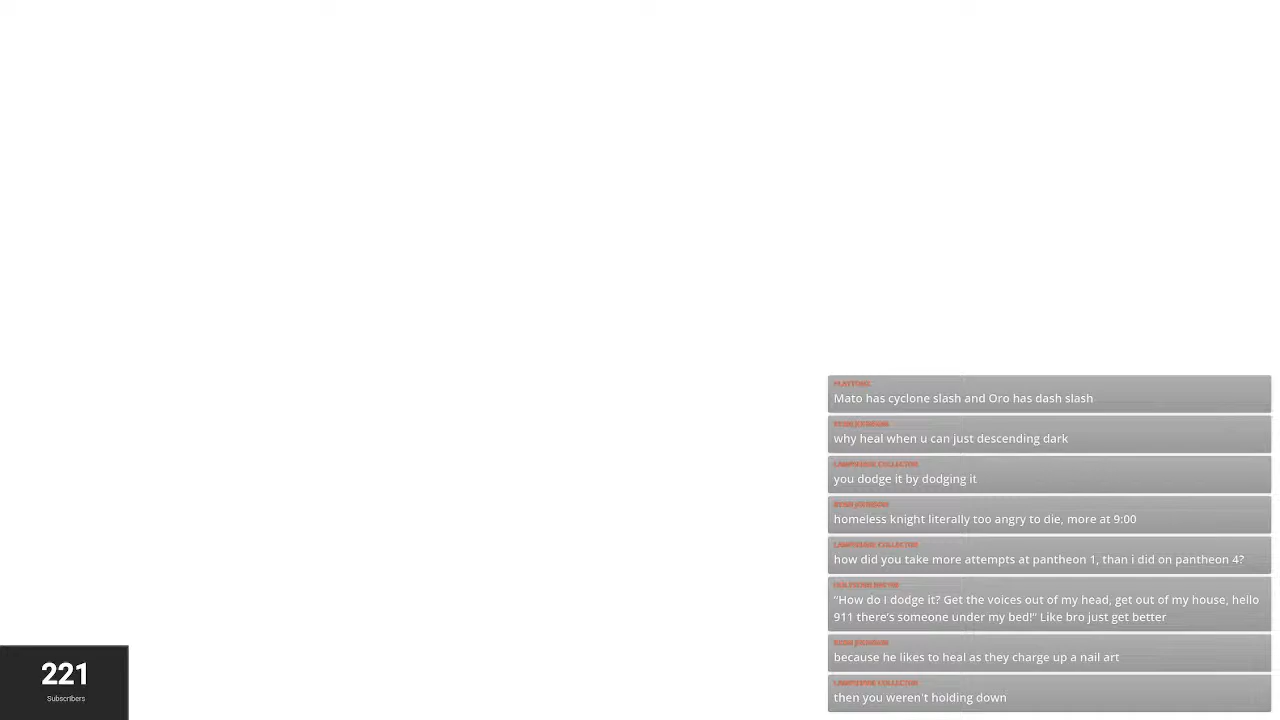 Mato has cyclone slash and Oro has dash slash
why heal when u can just descending dark
you dodge it by dodging it
homeless knight literally too angry to die, more at 9:00
how did you take more attempts at pantheon 1, than i did on pantheon 4?
"How do I dodge it? Get the voices out of my head, get out of my house, hello
911 there's someone under my bed!" Like bro just get better
because he likes to heal as they charge up a nail art
then you weren't holding down
221
Subscribers